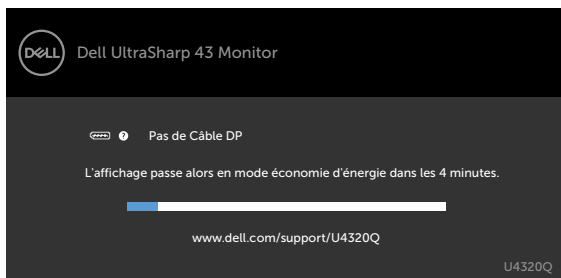 DELL
Dell UltraSharp 43 Monitor
? Pas de Câble DP
L'affichage passe alors en mode économie d'énergie dans les 4 minutes.
www.dell.com/support/U4320Q
U4320Q